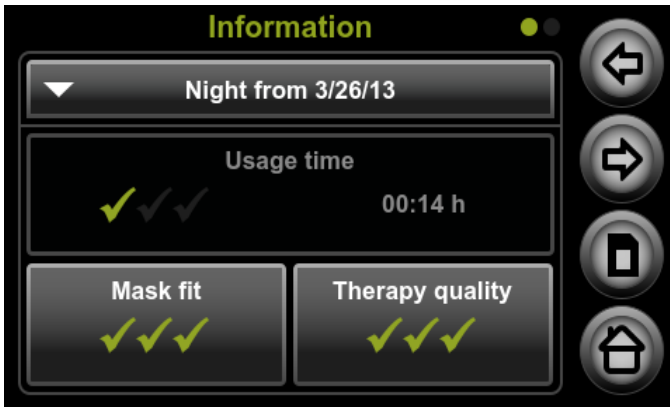 Information
Night from 3/26/13
Usage time
00:14 h
Mask fit
Therapy quality